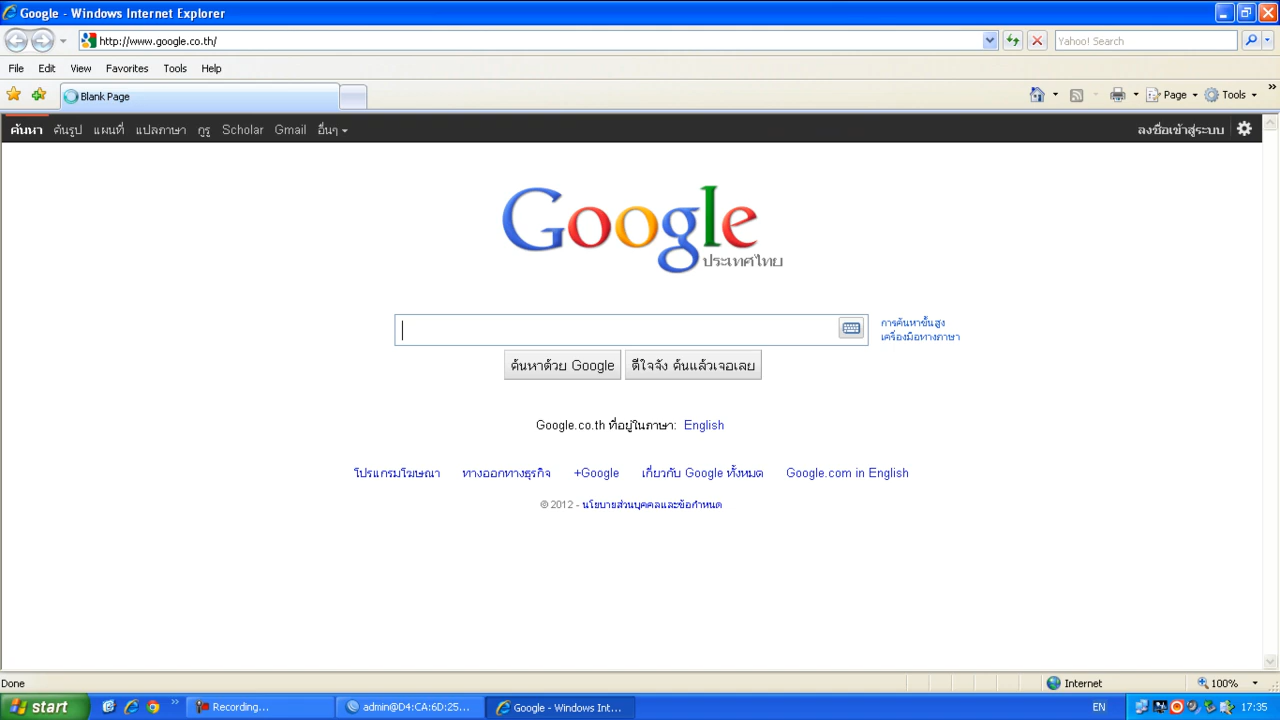 Google - Windows Internet Explorer
http://www.google.co.th/
Yahoo! Search
File Edit View Favorites Tools Help
Blank Page
Page Tools
ค้นหา ค้นรูป แผนที่ แปลภาษา กูรู Scholar Gmail อื่นๆ
ลงชื่อเข้าสู่ระบบ
Google
ประเทศไทย
การค้นหาขั้นสูง
เครื่องมือทางภาษา
ค้นหาด้วย Google ดีใจจัง ค้นแล้วเจอเลย
Google.co.th ที่อยู่ในภาษา: English
โปรแกรมโฆษณา ทางออกทางธุรกิจ +Google เกี่ยวกับ Google ทั้งหมด Google.com in English
© 2012 - นโยบายส่วนบุคคลและข้อกำหนด
Done
Internet
100%
start
Recording...
admin@D4:CA:6D:25...
Google - Windows Int...
EN
17:35